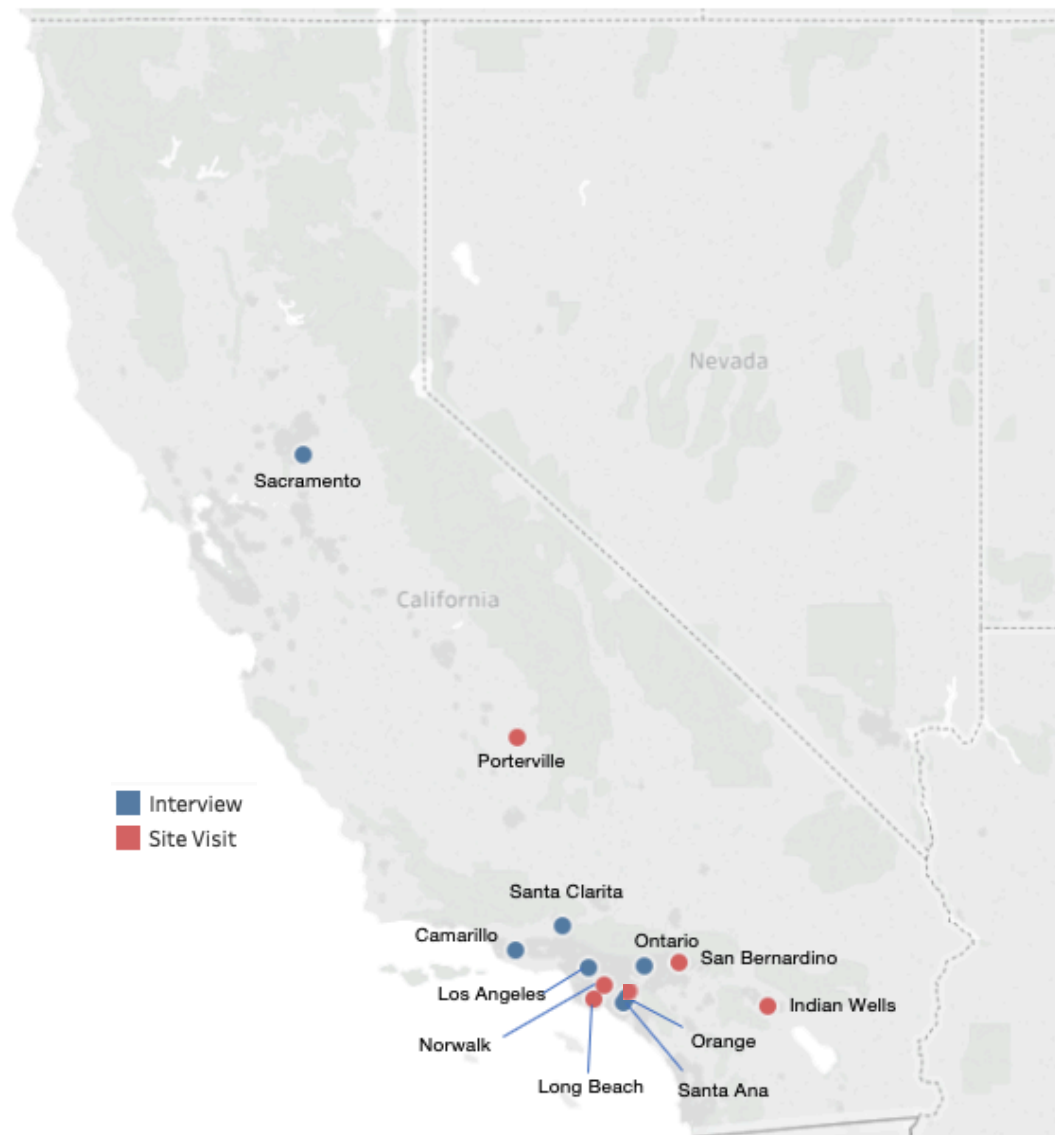 Nevada
Sacramento
California
Porterville
Interview
Site Visit
Santa Clarita
Camarillo
Ontario
San Bernardino
Los Angeles
Indian Wells
Norwalk
Orange
Long Beach
Santa Ana